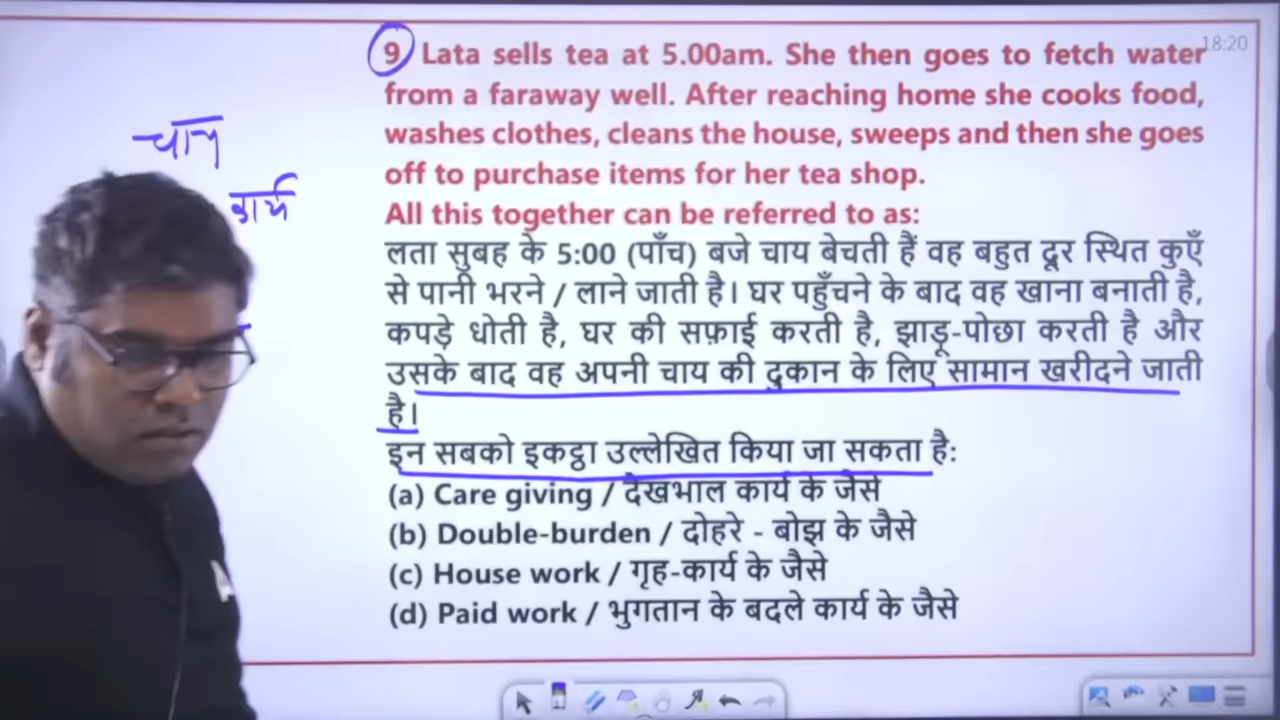 18:20
9 Lata sells tea at 5.00am. She then goes to fetch water
from a faraway well. After reaching home she cooks food,
washes clothes, cleans the house, sweeps and then she goes
off to purchase items for her tea shop.
All this together can be referred to as:
लता सुबह के 5:00 (पाँच) बजे चाय बेचती हैं वह बहुत दूर स्थित कुएँ
से पानी भरने / लाने जाती है। घर पहुँचने के बाद वह खाना बनाती है,
कपड़े धोती है, घर की सफ़ाई करती है, झाड़ू-पोछा करती है और
उसके बाद वह अपनी चाय की दुकान के लिए सामान खरीदने जाती
है।
इन सबको इकट्ठा उल्लेखित किया जा सकता है:
(a) Care giving / देखभाल कार्य के जैसे
(b) Double-burden / दोहरे - बोझ के जैसे
(c) House work / गृह-कार्य के जैसे
(d) Paid work / भुगतान के बदले कार्य के जैसे
कार्य